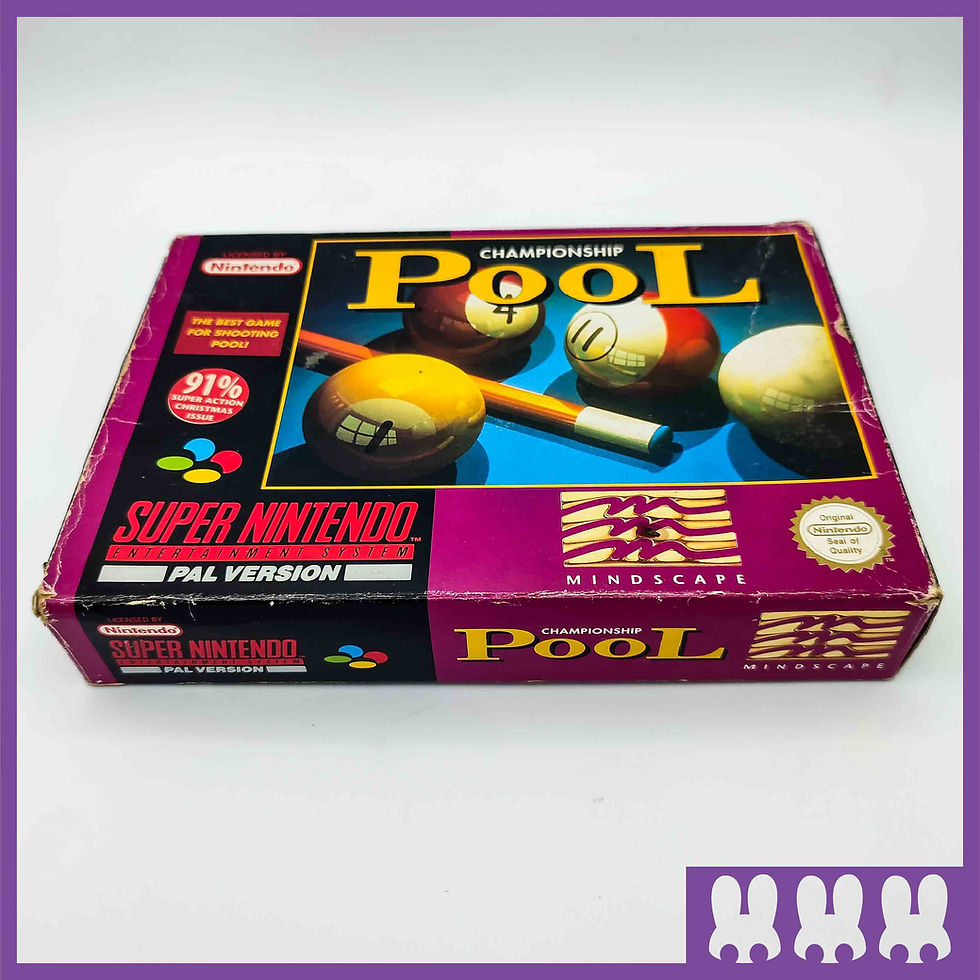 LICENSED BY
Nintendo
THE BEST GAME
FOR SHOOTING
POOL!
91%
SUPER ACTION
CHRISTMAS
ISSUE
CHAMPIONSHIP
POOL
4
11
1
SUPER NINTENDO™
ENTERTAINMENT SYSTEM
PAL VERSION
MINDSCAPE
Original
Nintendo
Seal of
Quality
LICENSED BY
Nintendo
SUPER NINTENDO
ENTERTAINMENT SYSTEM
PAL VERSION
CHAMPIONSHIP
POOL
MINDSCAPE